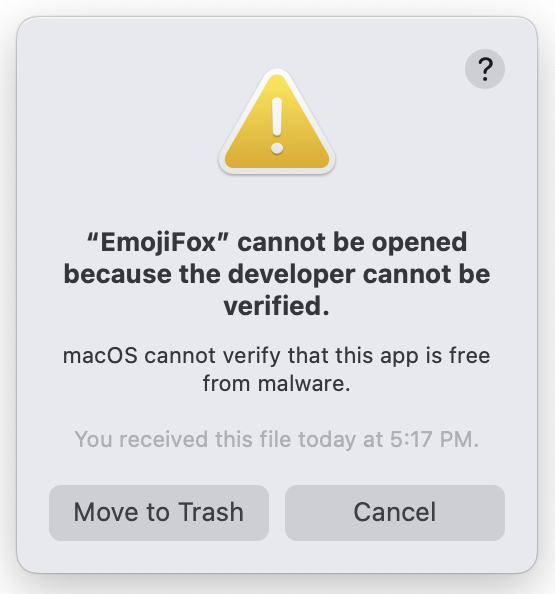 ?
“EmojiFox” cannot be opened
because the developer cannot be
verified.
macOS cannot verify that this app is free
from malware.
You received this file today at 5:17 PM.
Move to Trash
Cancel